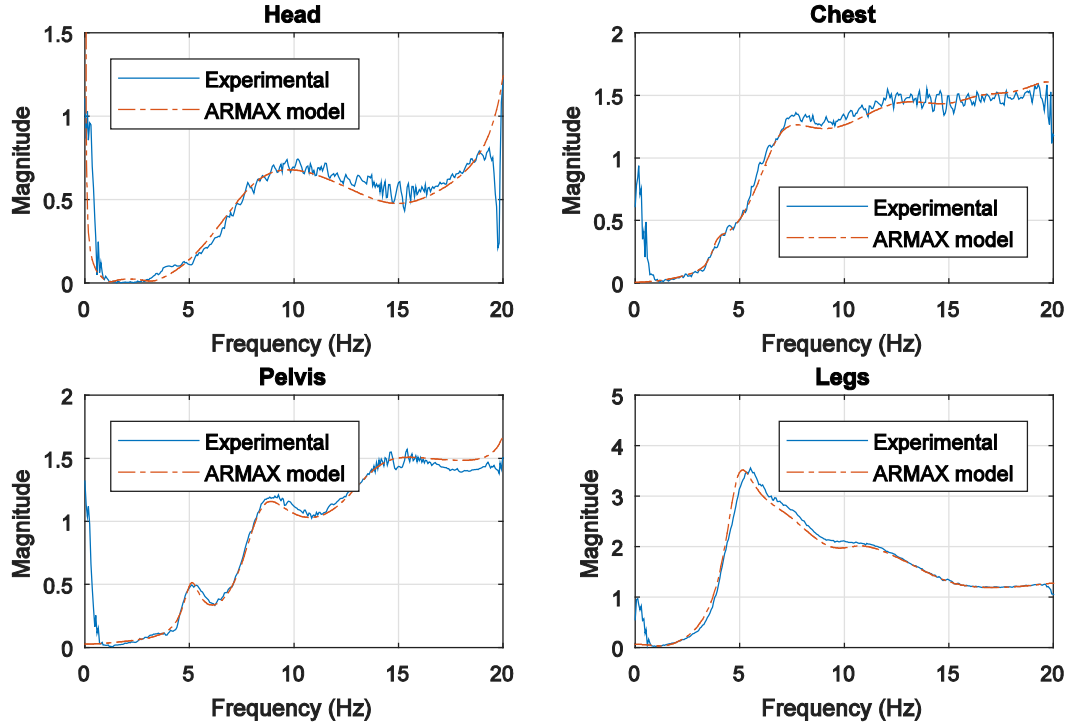 Head
1.5
1
0.5
0
Magnitude
Experimental
ARMAX model
0 5 10 15 20
Frequency (Hz)
Chest
2
1.5
1
0.5
0
Magnitude
Experimental
ARMAX model
0 5 10 15 20
Frequency (Hz)
Pelvis
2
1.5
1
0.5
0
Magnitude
Experimental
ARMAX model
0 5 10 15 20
Frequency (Hz)
Legs
5
4
3
2
1
0
Magnitude
Experimental
ARMAX model
0 5 10 15 20
Frequency (Hz)